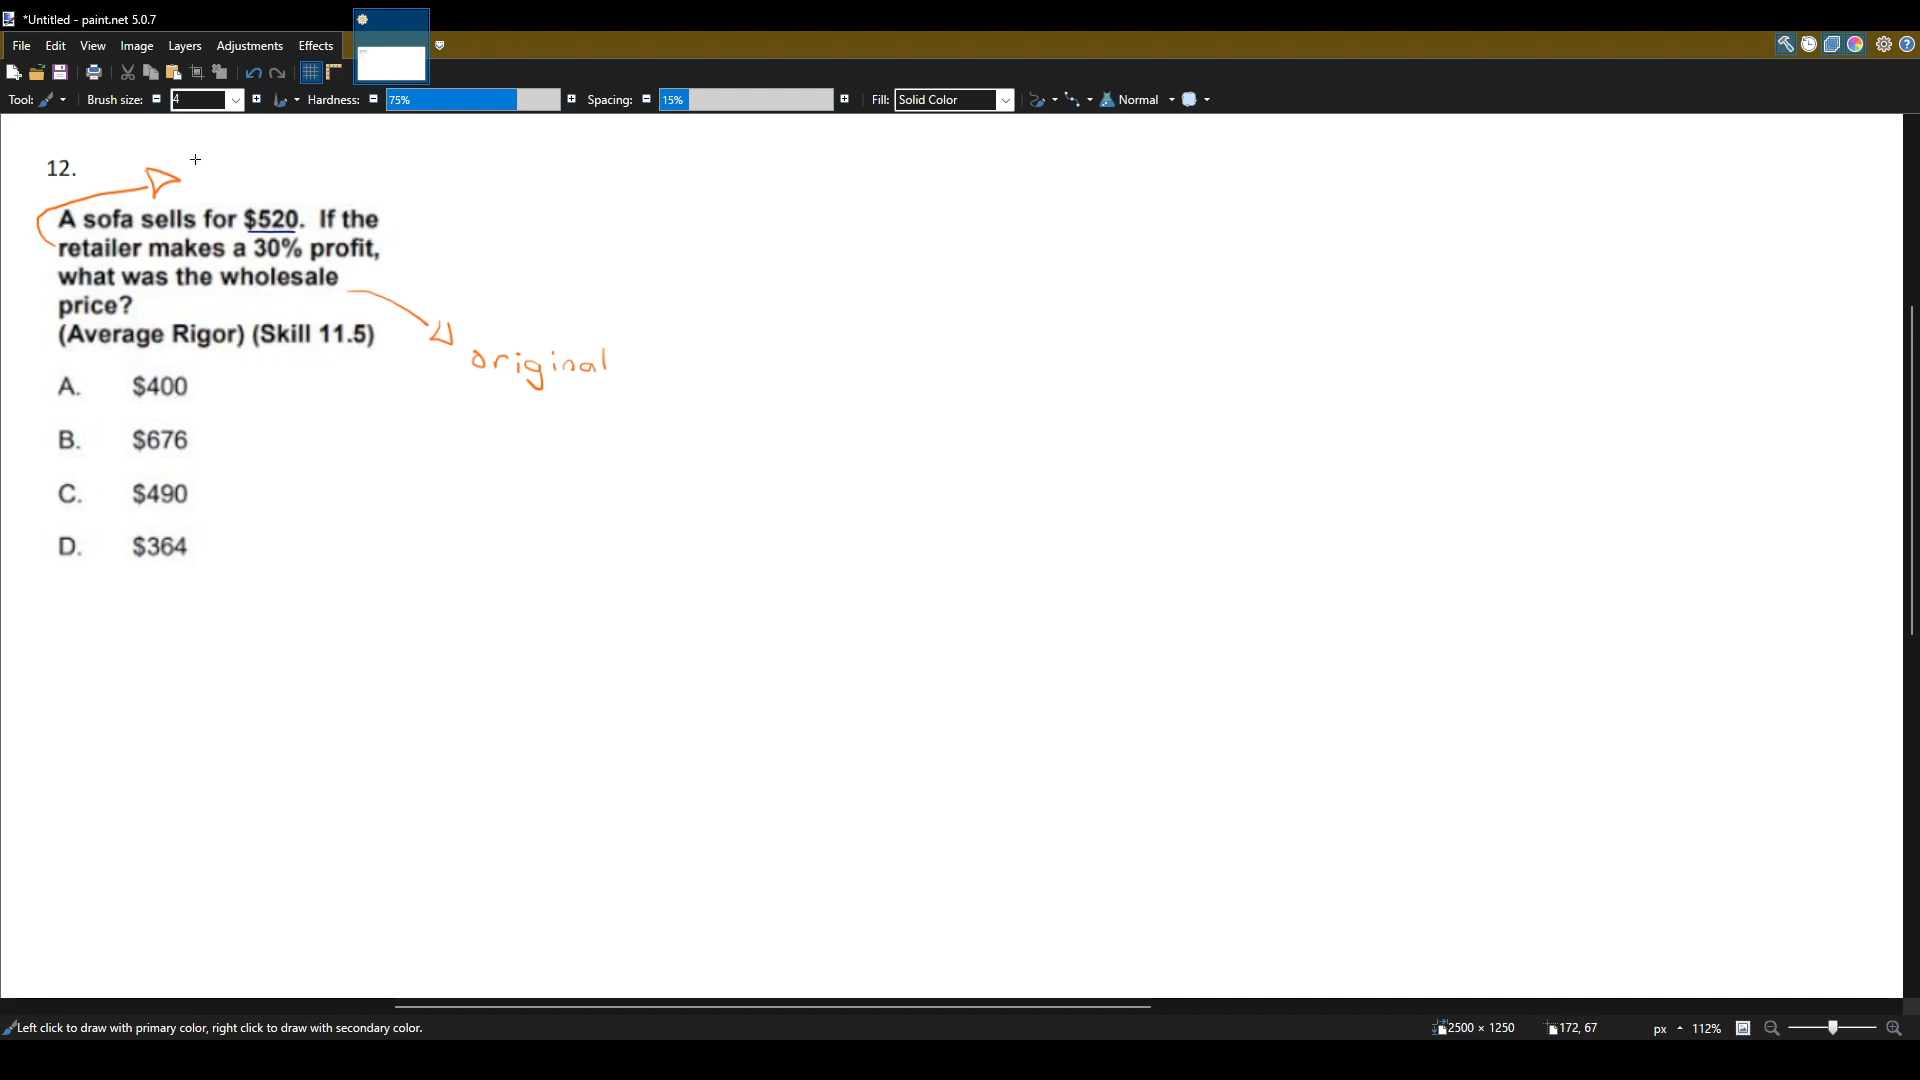 *Untitled - paint.net 5.0.7
File Edit View Image Layers Adjustments Effects
Tool: Brush size: 4 Hardness: 75% Spacing: 15% Fill: Solid Color Normal
12.
A sofa sells for $520. If the
retailer makes a 30% profit,
what was the wholesale
price?
(Average Rigor) (Skill 11.5)
original
A. $400
B. $676
C. $490
D. $364
Left click to draw with primary color, right click to draw with secondary color.
2500 × 1250 172, 67 px 112%